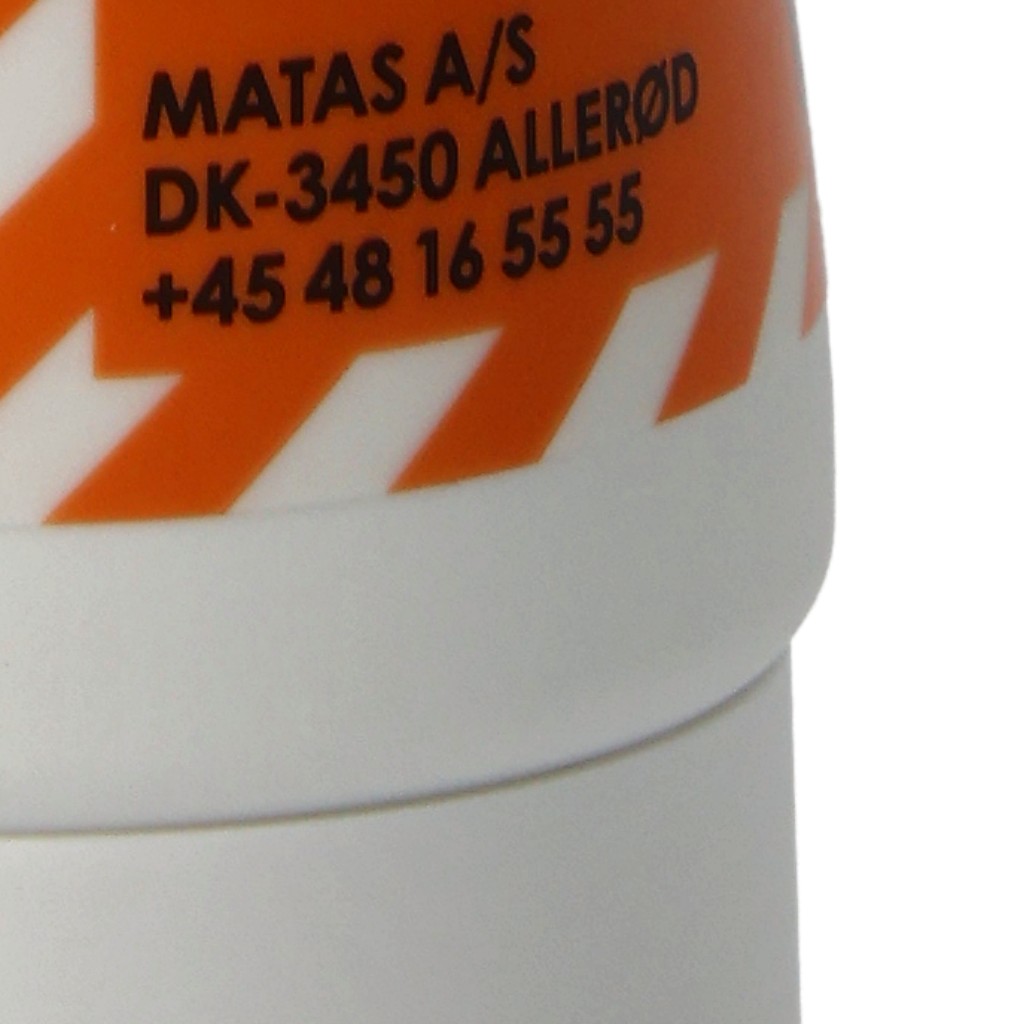 MATAS A/S
DK-3450 ALLERØD
+45 48 16 55 55